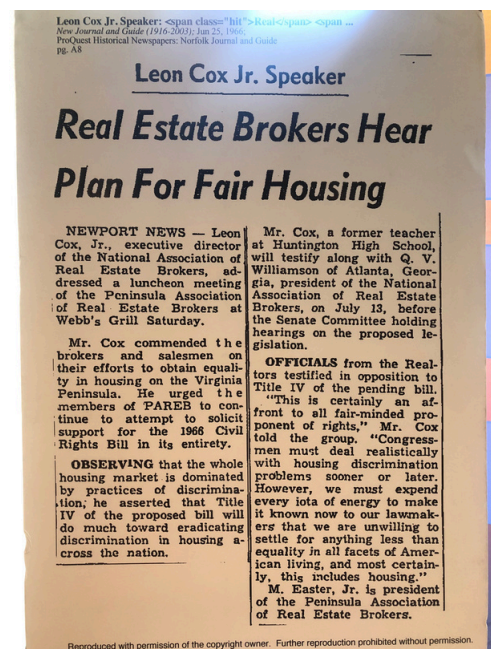 Leon Cox Jr. Speaker: <span class="hit">Real</span> <span ...
New Journal and Guide (1916-2003); Jun 25, 1966;
ProQuest Historical Newspapers: Norfolk Journal and Guide
pg. A8
Leon Cox Jr. Speaker
Real Estate Brokers Hear
Plan For Fair Housing
NEWPORT NEWS — Leon
Cox, Jr., executive director
of the National Association of
Real Estate Brokers, ad-
dressed a luncheon meeting
of the Peninsula Association
of Real Estate Brokers at
Webb's Grill Saturday.
Mr. Cox commended the
brokers and salesmen on
their efforts to obtain equali-
ty in housing on the Virginia
Peninsula. He urged the
members of PAREB to con-
tinue to attempt to solicit
support for the 1966 Civil
Rights Bill in its entirety.
OBSERVING that the whole
housing market is dominated
by practices of discrimina-
tion, he asserted that Title
IV of the proposed bill will
do much toward eradicating
discrimination in housing a-
cross the nation.
Mr. Cox, a former teacher
at Huntington High School,
will testify along with Q. V.
Williamson of Atlanta, Geor-
gia, president of the National
Association of Real Estate
Brokers, on July 13, before
the Senate Committee holding
hearings on the proposed le-
gislation.
OFFICIALS from the Real-
tors testified in opposition to
Title IV of the pending bill.
"This is certainly an af-
front to all fair-minded pro-
ponent of rights," Mr. Cox
told the group. "Congress-
men must deal realistically
with housing discrimination
problems sooner or later.
However, we must expend
every iota of energy to make
it known now to our lawmak-
ers that we are unwilling to
settle for anything less than
equality in all facets of Amer-
ican living, and most certain-
ly, this includes housing."
M. Easter, Jr. is president
of the Peninsula Association
of Real Estate Brokers.
Reproduced with permission of the copyright owner. Further reproduction prohibited without permission.